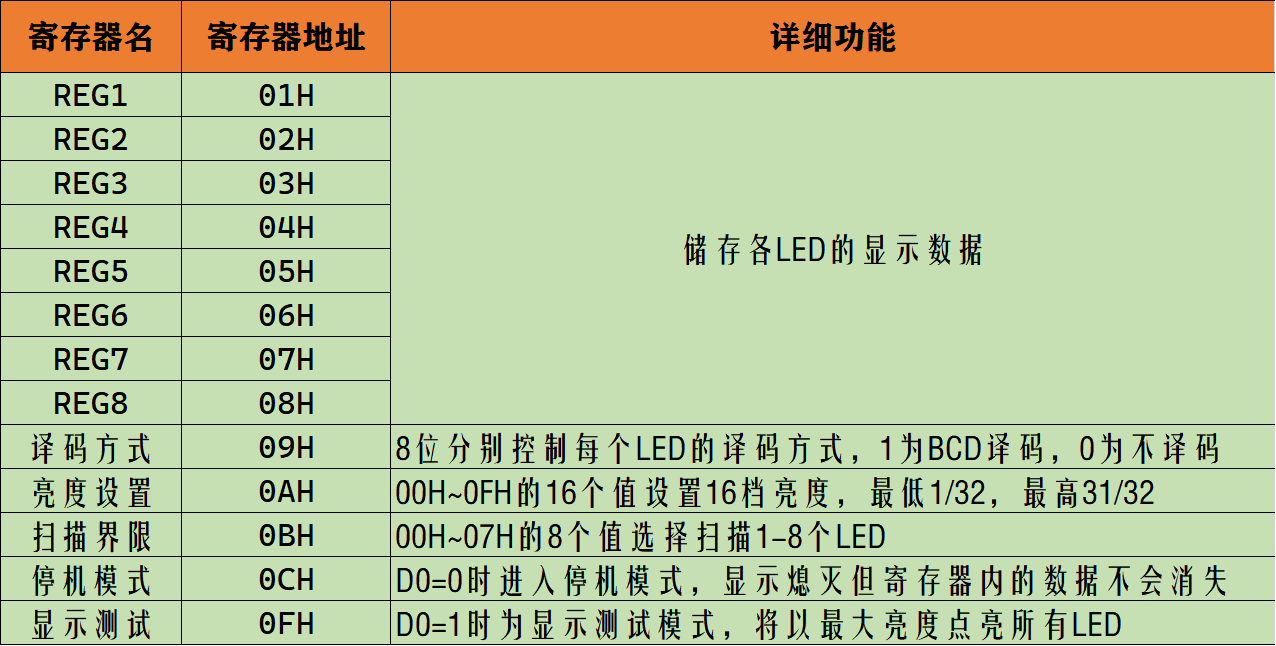 寄存器名 寄存器地址 详细功能
REG1 01H
REG2 02H
REG3 03H
REG4 04H
储存各LED的显示数据
REG5 05H
REG6 06H
REG7 07H
REG8 08H
译码方式 09H 8位分别控制每个LED的译码方式，1为BCD译码，0为不译码
亮度设置 0AH 00H~0FH的16个值设置16档亮度，最低1/32，最高31/32
扫描界限 0BH 00H~07H的8个值选择扫描1-8个LED
停机模式 0CH D0=0时进入停机模式，显示熄灭但寄存器内的数据不会消失
显示测试 0FH D0=1时为显示测试模式，将以最大亮度点亮所有LED